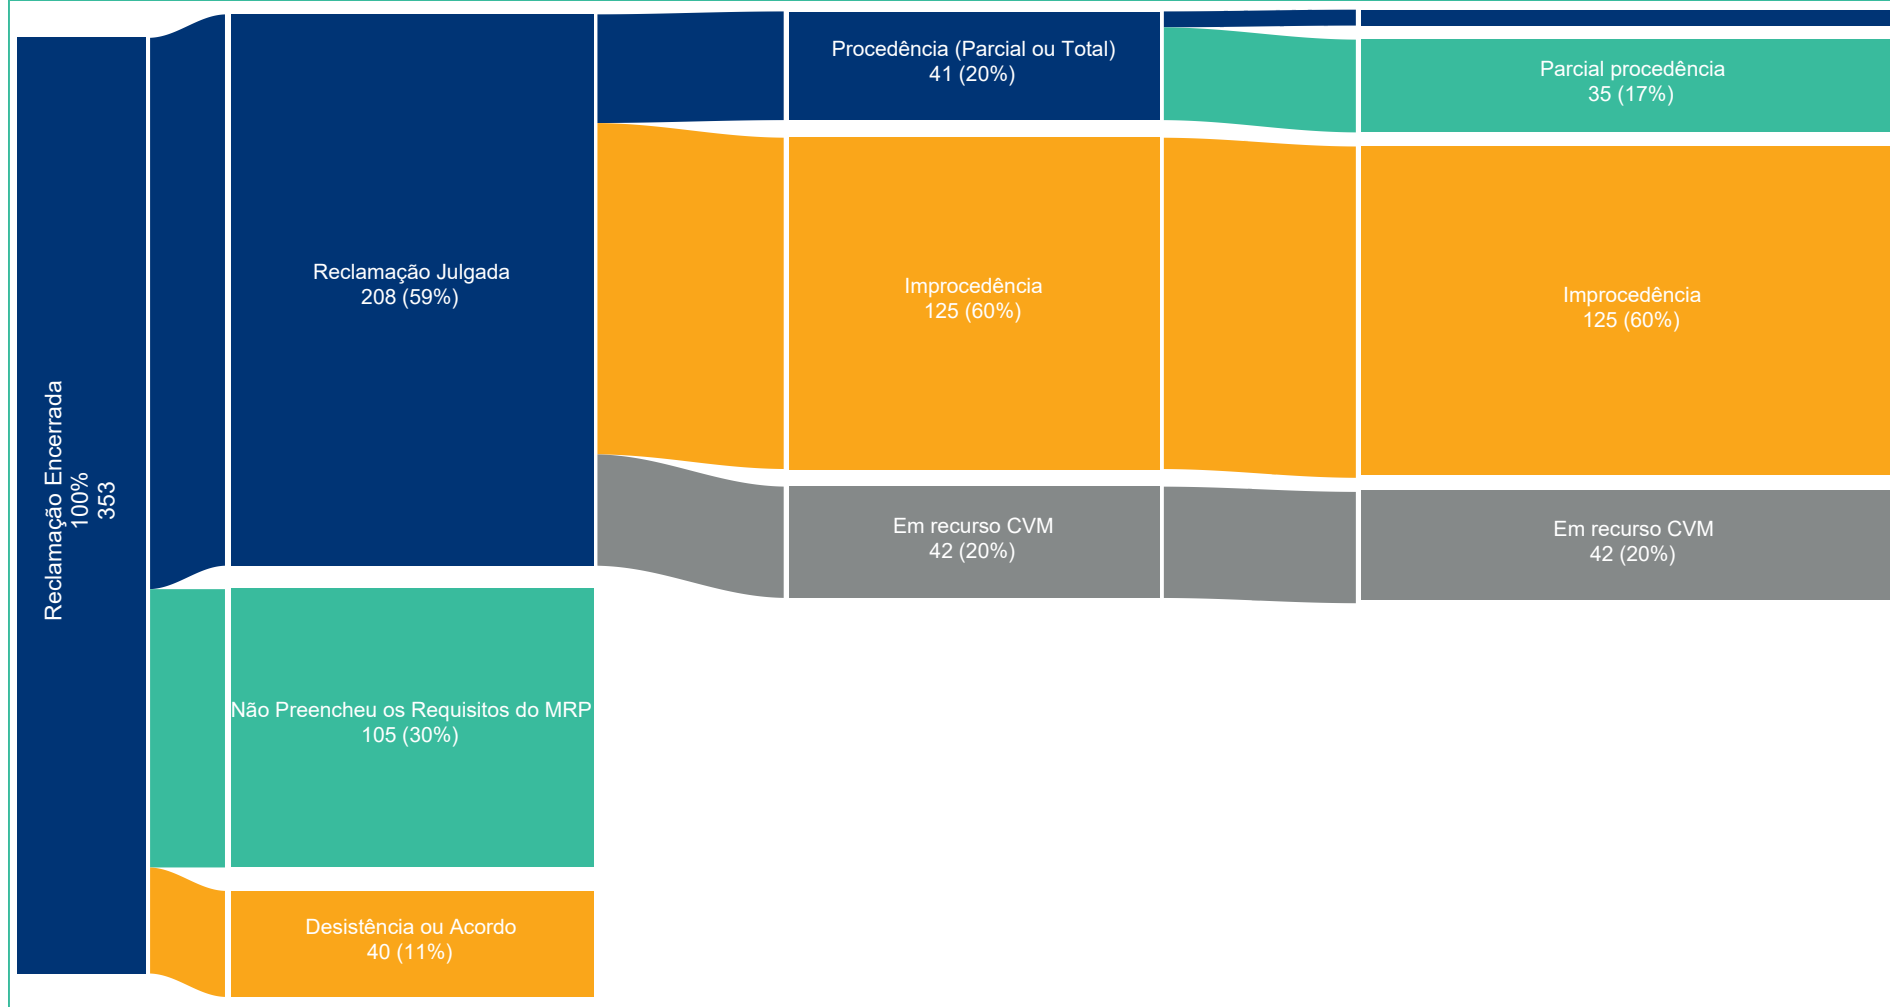 Reclamação Encerrada
100%
353
Reclamação Julgada
208 (59%)
Não Preencheu os Requisitos do MRP
105 (30%)
Desistência ou Acordo
40 (11%)
Procedência (Parcial ou Total)
41 (20%)
Improcedência
125 (60%)
Em recurso CVM
42 (20%)
Parcial procedência
35 (17%)
Improcedência
125 (60%)
Em recurso CVM
42 (20%)